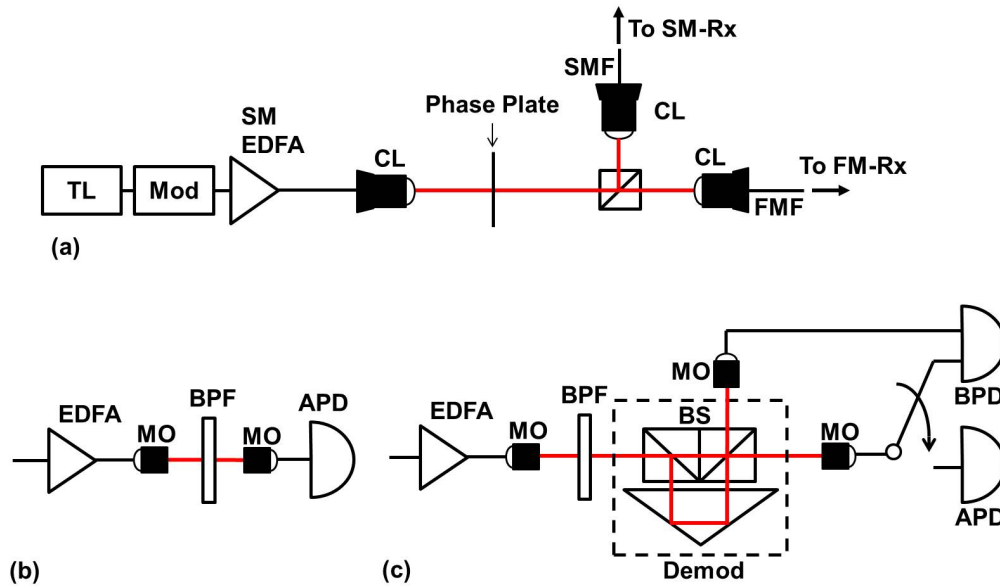 To SM-Rx
SMF
CL
Phase Plate
SM
EDFA
CL
CL
To FM-Rx
TL
Mod
FMF
(a)
MO
BPD
EDFA
BPF
APD
MO
MO
EDFA
BPF
MO
BS
MO
APD
Demod
(b)
(c)